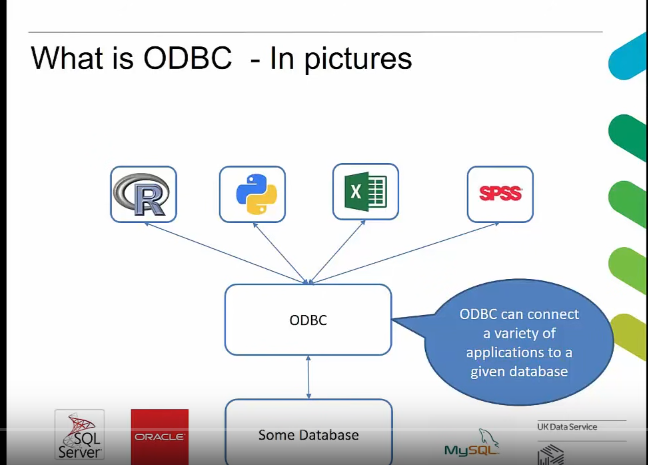 What is ODBC - In pictures
R
X
SPSS
ODBC
ODBC can connect
a variety of
applications to a
given database
SQL
Server
ORACLE
Some Database
MySQL
UK Data Service